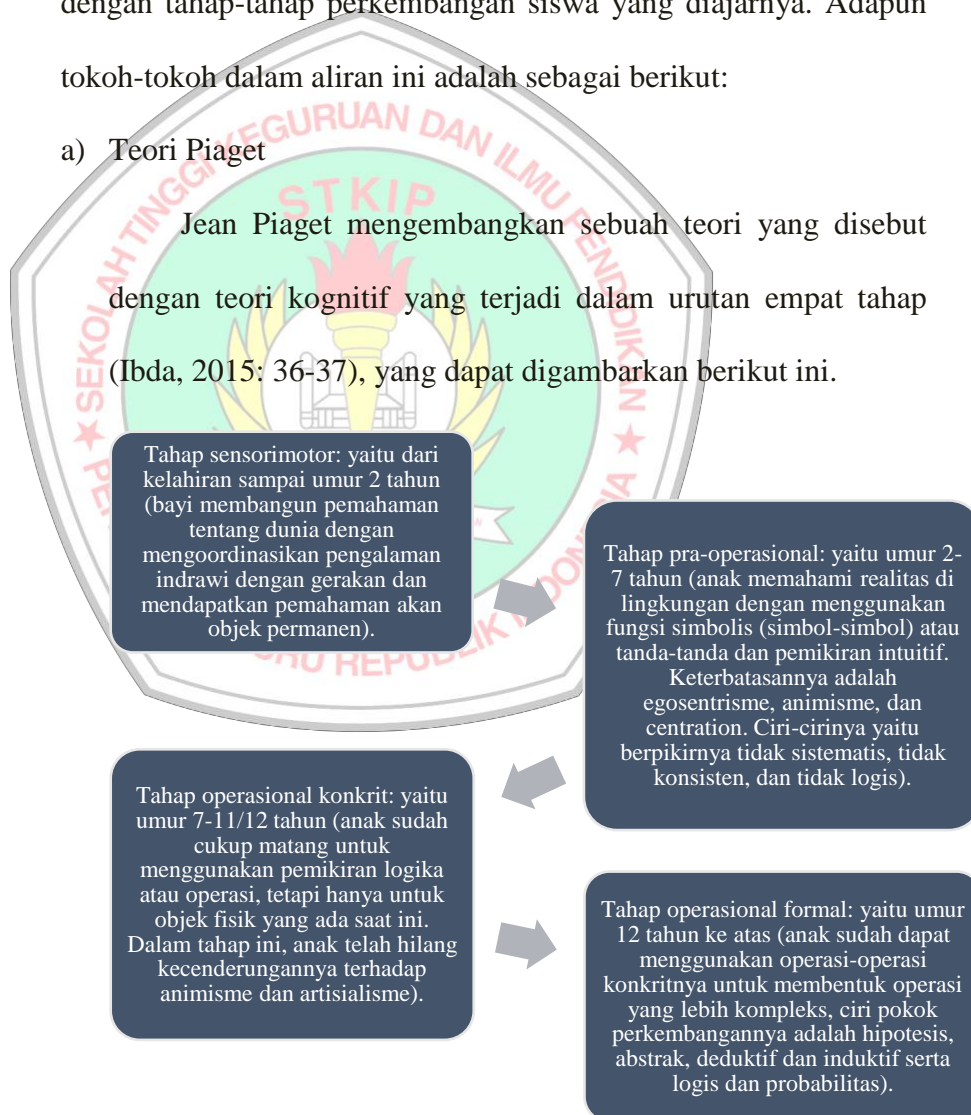 dengan tahap-tahap perkembangan siswa yang diajarnya. Adapun
tokoh-tokoh dalam aliran ini adalah sebagai berikut:
a) Teori Piaget
Jean Piaget mengembangkan sebuah teori yang disebut
dengan teori kognitif yang terjadi dalam urutan empat tahap
(Ibda, 2015: 36-37), yang dapat digambarkan berikut ini.
Tahap sensorimotor: yaitu dari
kelahiran sampai umur 2 tahun
(bayi membangun pemahaman
tentang dunia dengan
mengoordinasikan pengalaman
indrawi dengan gerakan dan
mendapatkan pemahaman akan
objek permanen).
Tahap pra-operasional: yaitu umur 2-
7 tahun (anak memahami realitas di
lingkungan dengan menggunakan
fungsi simbolis (simbol-simbol) atau
tanda-tanda dan pemikiran intuitif.
Keterbatasannya adalah
egosentrisme, animisme, dan
centration. Ciri-cirinya yaitu
berpikirnya tidak sistematis, tidak
konsisten, dan tidak logis).
Tahap operasional konkrit: yaitu
umur 7-11/12 tahun (anak sudah
cukup matang untuk
menggunakan pemikiran logika
atau operasi, tetapi hanya untuk
objek fisik yang ada saat ini.
Dalam tahap ini, anak telah hilang
kecenderungannya terhadap
animisme dan artisialisme).
Tahap operasional formal: yaitu umur
12 tahun ke atas (anak sudah dapat
menggunakan operasi-operasi
konkritnya untuk membentuk operasi
yang lebih kompleks, ciri pokok
perkembangannya adalah hipotesis,
abstrak, deduktif dan induktif serta
logis dan probabilitas).
SEKOLAH TINGGI KEGURUAN DAN ILMU PENDIDIKAN
STKIP